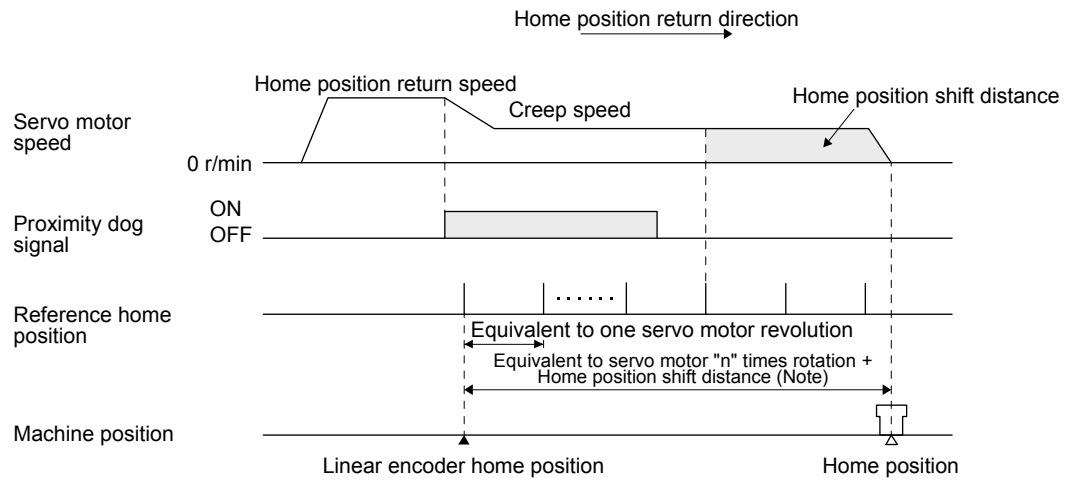 Home position return direction
Home position return speed
Creep speed
Home position shift distance
Servo motor
speed
0 r/min
Proximity dog
signal
ON
OFF
Reference home
position
Equivalent to one servo motor revolution
Equivalent to servo motor "n" times rotation +
Home position shift distance (Note)
Machine position
Linear encoder home position
Home position